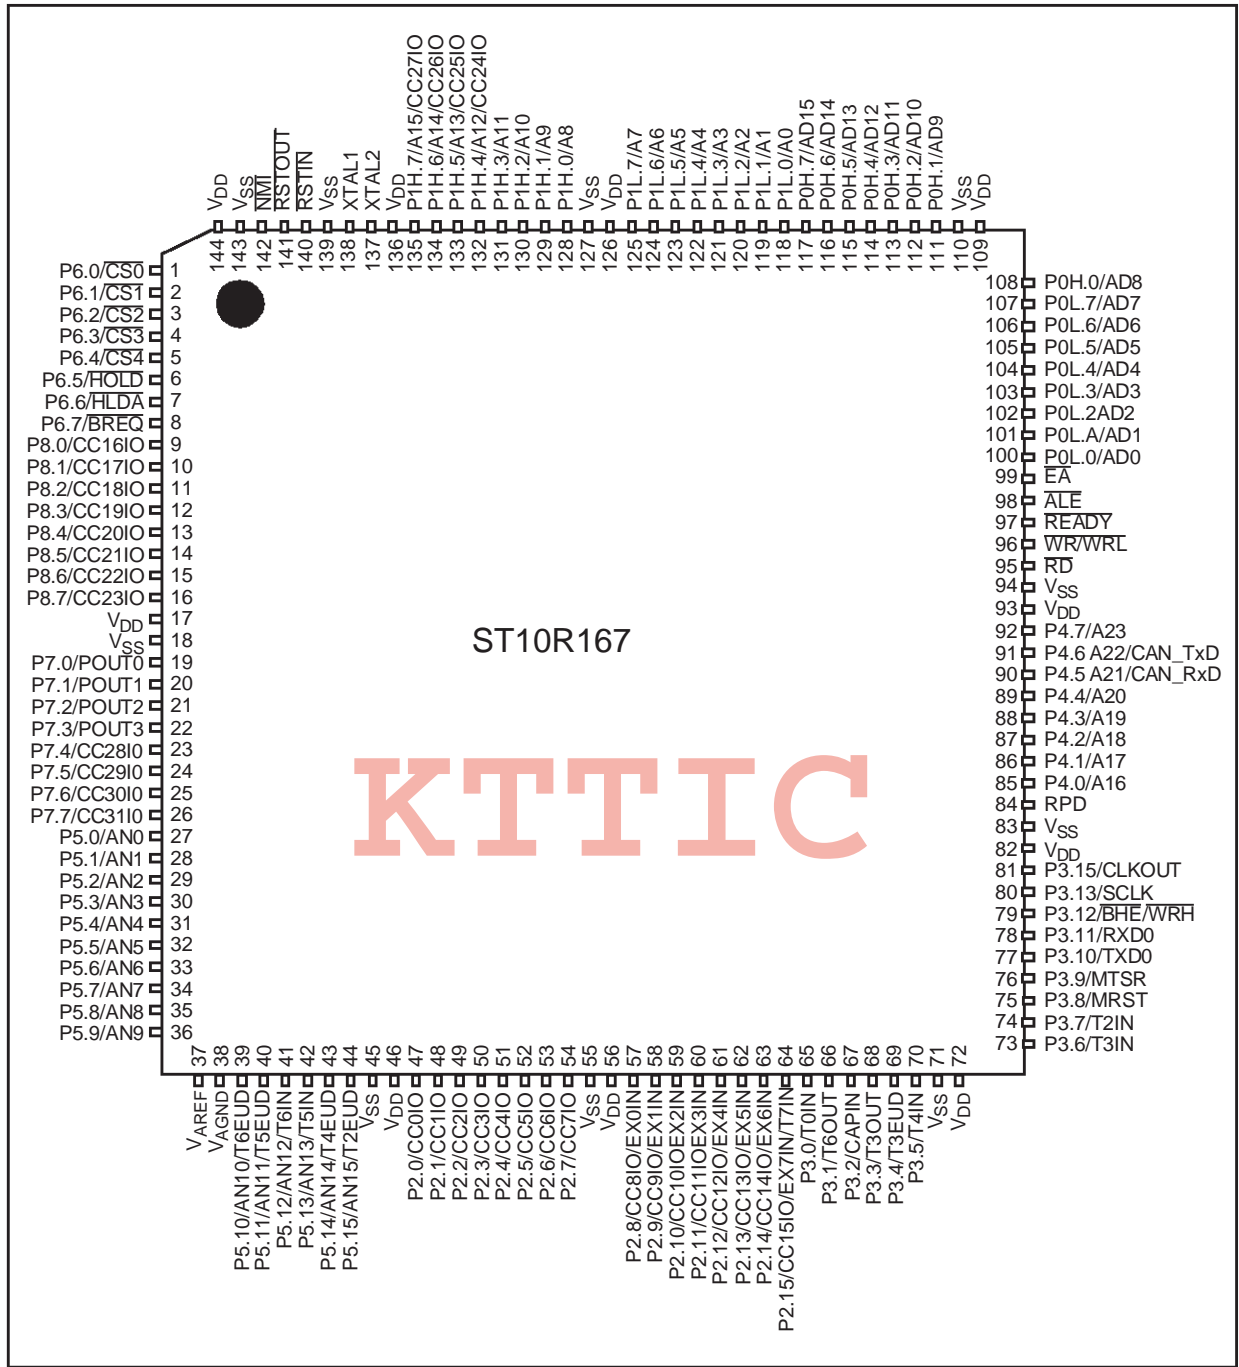 V_DD
V_SS
NMI
RSTOUT
RSTIN
V_SS
XTAL1
XTAL2
V_DD
P1H.7/A15/CC27IO
P1H.6/A14/CC26IO
P1H.5/A13/CC25IO
P1H.4/A12/CC24IO
P1H.3/A11
P1H.2/A10
P1H.1/A9
P1H.0/A8
V_SS
V_DD
P1L.7/A7
P1L.6/A6
P1L.5/A5
P1L.4/A4
P1L.3/A3
P1L.2/A2
P1L.1/A1
P1L.0/A0
P0H.7/AD15
P0H.6/AD14
P0H.5/AD13
P0H.4/AD12
P0H.3/AD11
P0H.2/AD10
P0H.1/AD9
V_SS
V_DD
144
143
142
141
140
139
138
137
136
135
134
133
132
131
130
129
128
127
126
125
124
123
122
121
120
119
118
117
116
115
114
113
112
111
110
109
P6.0/CS0 1
P6.1/CS1 2
P6.2/CS2 3
P6.3/CS3 4
P6.4/CS4 5
P6.5/HOLD 6
P6.6/HLDA 7
P6.7/BREQ 8
P8.0/CC16IO 9
P8.1/CC17IO 10
P8.2/CC18IO 11
P8.3/CC19IO 12
P8.4/CC20IO 13
P8.5/CC21IO 14
P8.6/CC22IO 15
P8.7/CC23IO 16
V_DD 17
V_SS 18
P7.0/POUT0 19
P7.1/POUT1 20
P7.2/POUT2 21
P7.3/POUT3 22
P7.4/CC28I0 23
P7.5/CC29I0 24
P7.6/CC30I0 25
P7.7/CC31I0 26
P5.0/AN0 27
P5.1/AN1 28
P5.2/AN2 29
P5.3/AN3 30
P5.4/AN4 31
P5.5/AN5 32
P5.6/AN6 33
P5.7/AN7 34
P5.8/AN8 35
P5.9/AN9 36
ST10R167
KTTIC
108 P0H.0/AD8
107 P0L.7/AD7
106 P0L.6/AD6
105 P0L.5/AD5
104 P0L.4/AD4
103 P0L.3/AD3
102 P0L.2AD2
101 P0L.A/AD1
100 P0L.0/AD0
99 EA
98 ALE
97 READY
96 WR/WRL
95 RD
94 V_SS
93 V_DD
92 P4.7/A23
91 P4.6 A22/CAN_TxD
90 P4.5 A21/CAN_RxD
89 P4.4/A20
88 P4.3/A19
87 P4.2/A18
86 P4.1/A17
85 P4.0/A16
84 RPD
83 V_SS
82 V_DD
81 P3.15/CLKOUT
80 P3.13/SCLK
79 P3.12/BHE/WRH
78 P3.11/RXD0
77 P3.10/TXD0
76 P3.9/MTSR
75 P3.8/MRST
74 P3.7/T2IN
73 P3.6/T3IN
37
38
39
40
41
42
43
44
45
46
47
48
49
50
51
52
53
54
55
56
57
58
59
60
61
62
63
64
65
66
67
68
69
70
71
72
V_AREF
V_AGND
P5.10/AN10/T6EUD
P5.11/AN11/T5EUD
P5.12/AN12/T6IN
P5.13/AN13/T5IN
P5.14/AN14/T4EUD
P5.15/AN15/T2EUD
V_SS
V_DD
P2.0/CC0IO
P2.1/CC1IO
P2.2/CC2IO
P2.3/CC3IO
P2.4/CC4IO
P2.5/CC5IO
P2.6/CC6IO
P2.7/CC7IO
V_SS
V_DD
P2.8/CC8IO/EX0IN
P2.9/CC9IO/EX1IN
P2.10/CC10IOEX2IN
P2.11/CC11IOEX3IN
P2.12/CC12IO/EX4IN
P2.13/CC13IO/EX5IN
P2.14/CC14IO/EX6IN
P2.15/CC15IO/EX7IN/T7IN
P3.0/T0IN
P3.1/T6OUT
P3.2/CAPIN
P3.3/T3OUT
P3.4/T3EUD
P3.5/T4IN
V_SS
V_DD